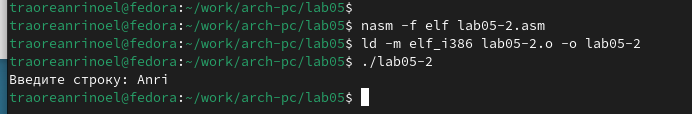 traoreanrinoel@fedora:~/work/arch-pc/lab05$
traoreanrinoel@fedora:~/work/arch-pc/lab05$ nasm -f elf lab05-2.asm
traoreanrinoel@fedora:~/work/arch-pc/lab05$ ld -m elf_i386 lab05-2.o -o lab05-2
traoreanrinoel@fedora:~/work/arch-pc/lab05$ ./lab05-2
Введите строку: Anri
traoreanrinoel@fedora:~/work/arch-pc/lab05$